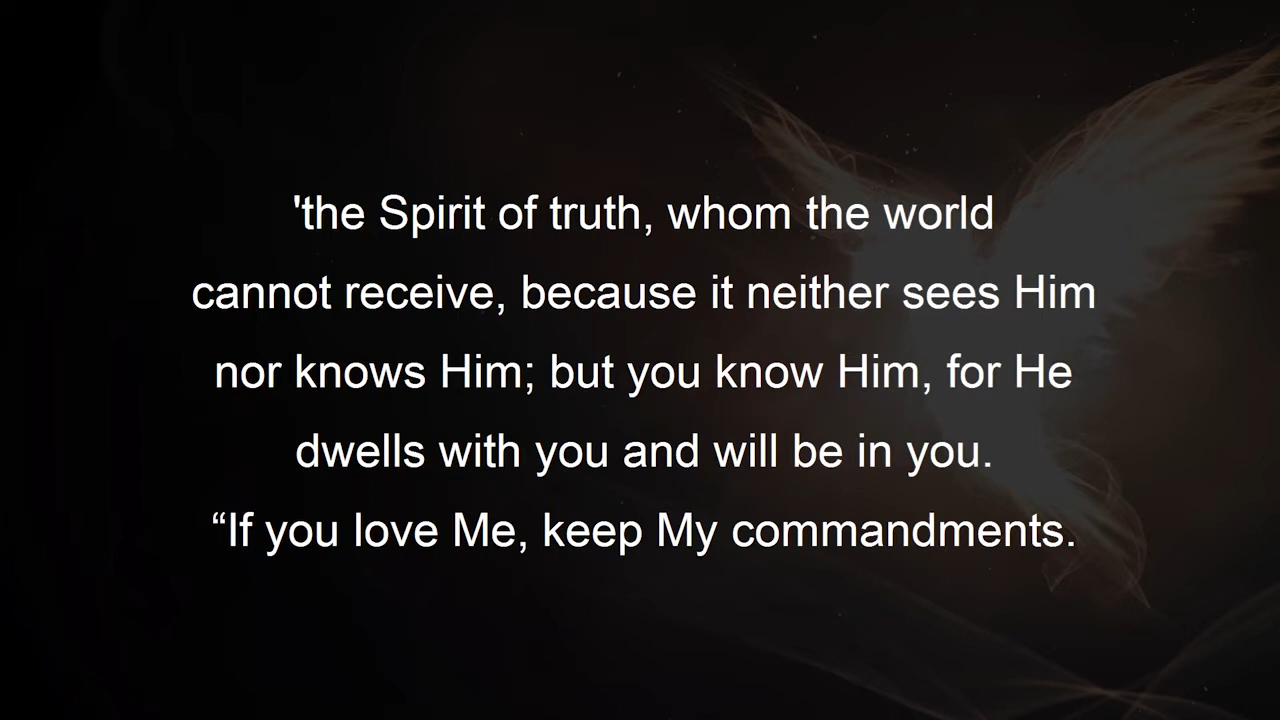 'the Spirit of truth, whom the world
cannot receive, because it neither sees Him
nor knows Him; but you know Him, for He
dwells with you and will be in you.
“If you love Me, keep My commandments.